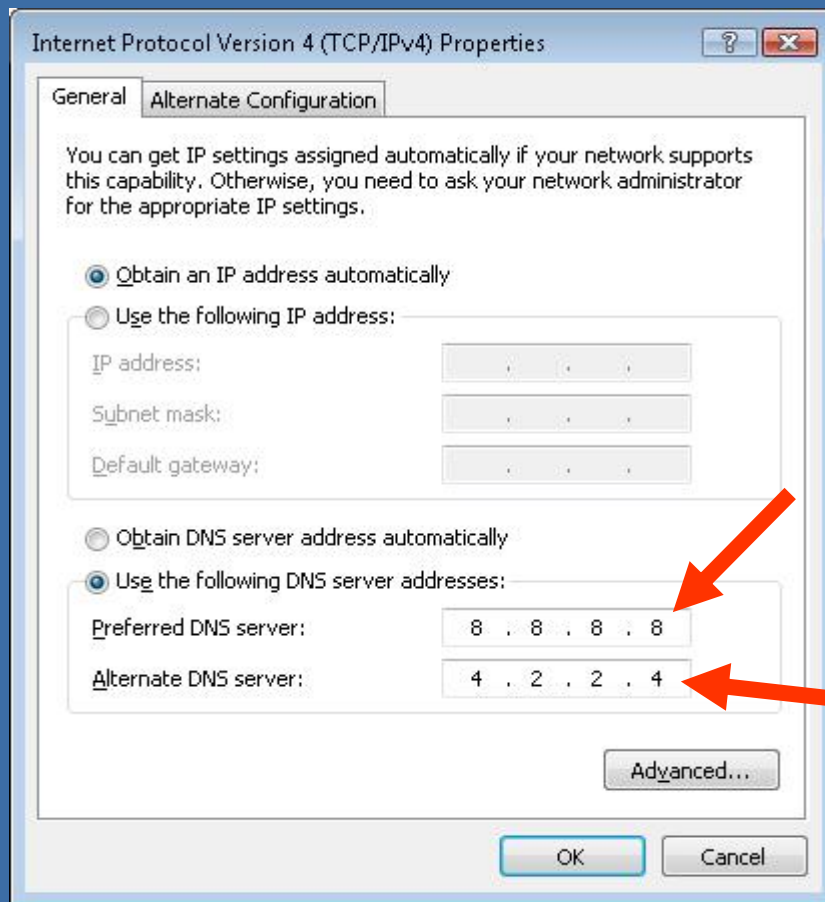 Internet Protocol Version 4 (TCP/IPv4) Properties
General
Alternate Configuration
You can get IP settings assigned automatically if your network supports
this capability. Otherwise, you need to ask your network administrator
for the appropriate IP settings.
Obtain an IP address automatically
Use the following IP address:
IP address:
Subnet mask:
Default gateway:
Obtain DNS server address automatically
Use the following DNS server addresses:
Preferred DNS server: 8 . 8 . 8 . 8
Alternate DNS server: 4 . 2 . 2 . 4
Advanced...
OK
Cancel